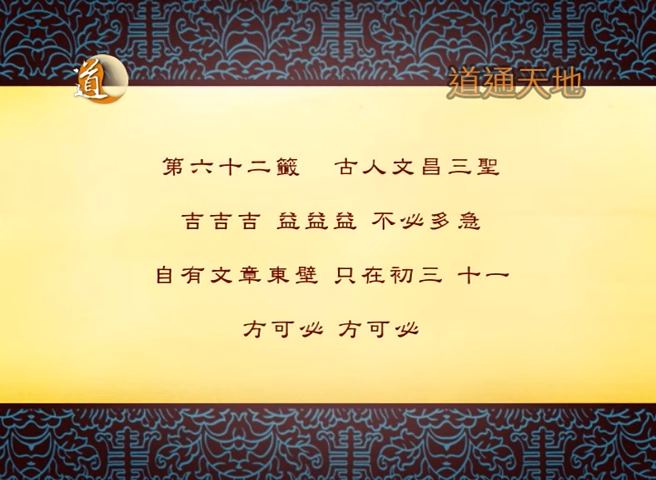 道
道通天地
第六十二籤 古人文昌三聖
吉吉吉 益益益 不必多急
自有文章東壁 只在初三 十一
方可必 方可必